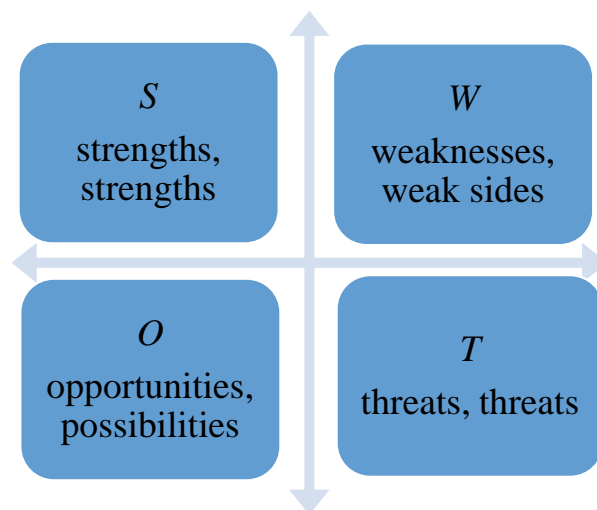 S
strengths,
strengths
W
weaknesses,
weak sides
O
opportunities,
possibilities
T
threats, threats